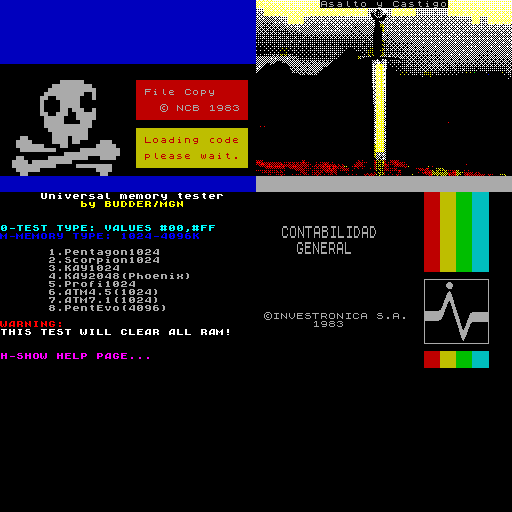 File Copy
© NCB 1983
Loading code
please wait.
Asalto y Castigo
Universal memory tester
by BUDDER/MGN
0-TEST TYPE: VALUES #00,#FF
M-MEMORY TYPE: 1024-4096K
1.Pentagon1024
2.Scorpion1024
3.KAY1024
4.KAY2048(Phoenix)
5.Profi1024
6.ATM4.5(1024)
7.ATM7.1(1024)
8.PentEvo(4096)
WARNING:
THIS TEST WILL CLEAR ALL RAM!
H-SHOW HELP PAGE...
CONTABILIDAD
GENERAL
©INVESTRONICA S.A.
1983